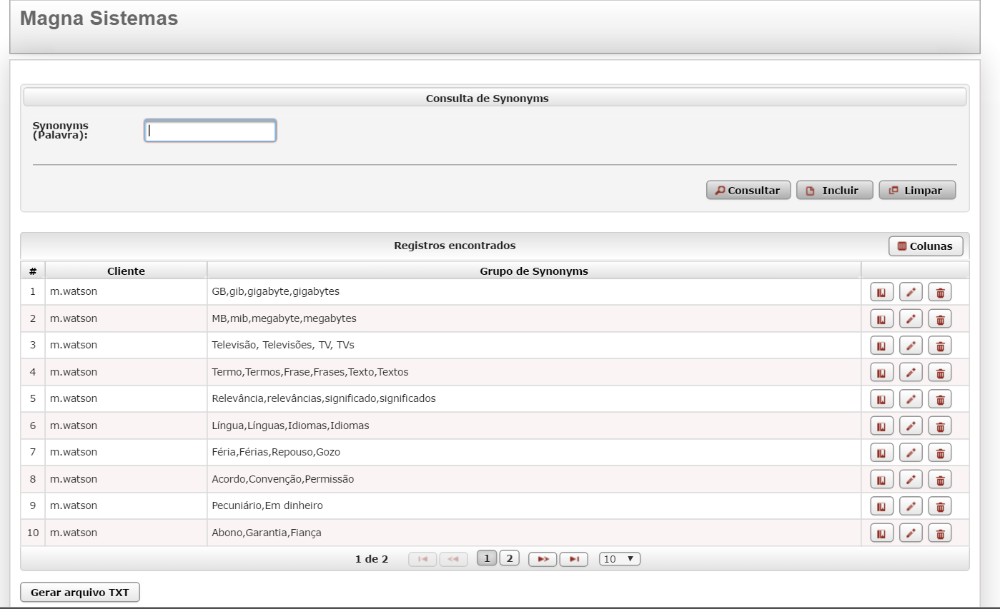 Magna Sistemas
Consulta de Synonyms
Synonyms
(Palavra):
Consultar Incluir Limpar
Registros encontrados Colunas
# Cliente Grupo de Synonyms
1 m.watson GB,gib,gigabyte,gigabytes
2 m.watson MB,mib,megabyte,megabytes
3 m.watson Televisão, Televisões, TV, TVs
4 m.watson Termo,Termos,Frase,Frases,Texto,Textos
5 m.watson Relevância,relevâncias,significado,significados
6 m.watson Língua,Línguas,Idiomas,Idiomas
7 m.watson Féria,Férias,Repouso,Gozo
8 m.watson Acordo,Convenção,Permissão
9 m.watson Pecuniário,Em dinheiro
10 m.watson Abono,Garantia,Fiança
1 de 2 1 2 10
Gerar arquivo TXT